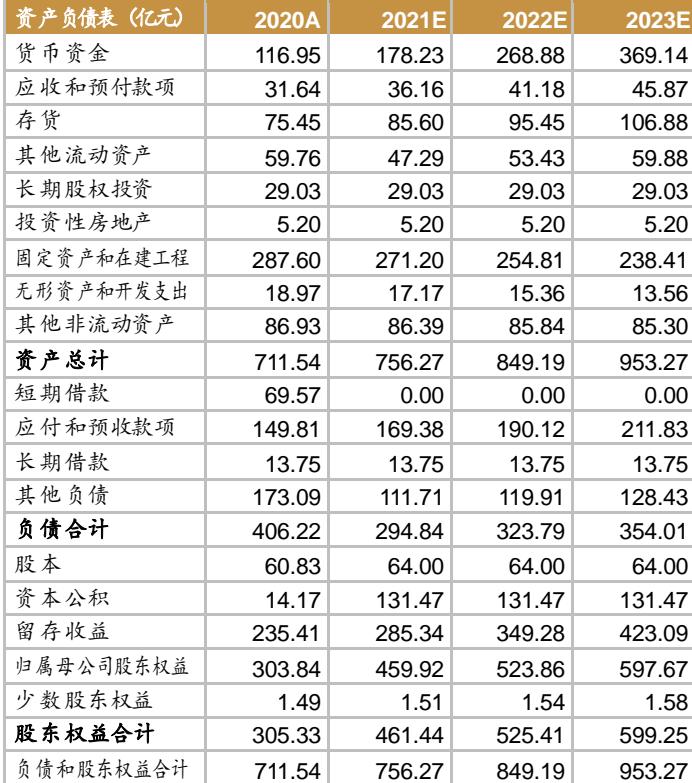 资产负债表（亿元） 2020A 2021E 2022E 2023E
货币资金 116.95 178.23 268.88 369.14
应收和预付款项 31.64 36.16 41.18 45.87
存货 75.45 85.60 95.45 106.88
其他流动资产 59.76 47.29 53.43 59.88
长期股权投资 29.03 29.03 29.03 29.03
投资性房地产 5.20 5.20 5.20 5.20
固定资产和在建工程 287.60 271.20 254.81 238.41
无形资产和开发支出 18.97 17.17 15.36 13.56
其他非流动资产 86.93 86.39 85.84 85.30
资产总计 711.54 756.27 849.19 953.27
短期借款 69.57 0.00 0.00 0.00
应付和预收款项 149.81 169.38 190.12 211.83
长期借款 13.75 13.75 13.75 13.75
其他负债 173.09 111.71 119.91 128.43
负债合计 406.22 294.84 323.79 354.01
股本 60.83 64.00 64.00 64.00
资本公积 14.17 131.47 131.47 131.47
留存收益 235.41 285.34 349.28 423.09
归属母公司股东权益 303.84 459.92 523.86 597.67
少数股东权益 1.49 1.51 1.54 1.58
股东权益合计 305.33 461.44 525.41 599.25
负债和股东权益合计 711.54 756.27 849.19 953.27